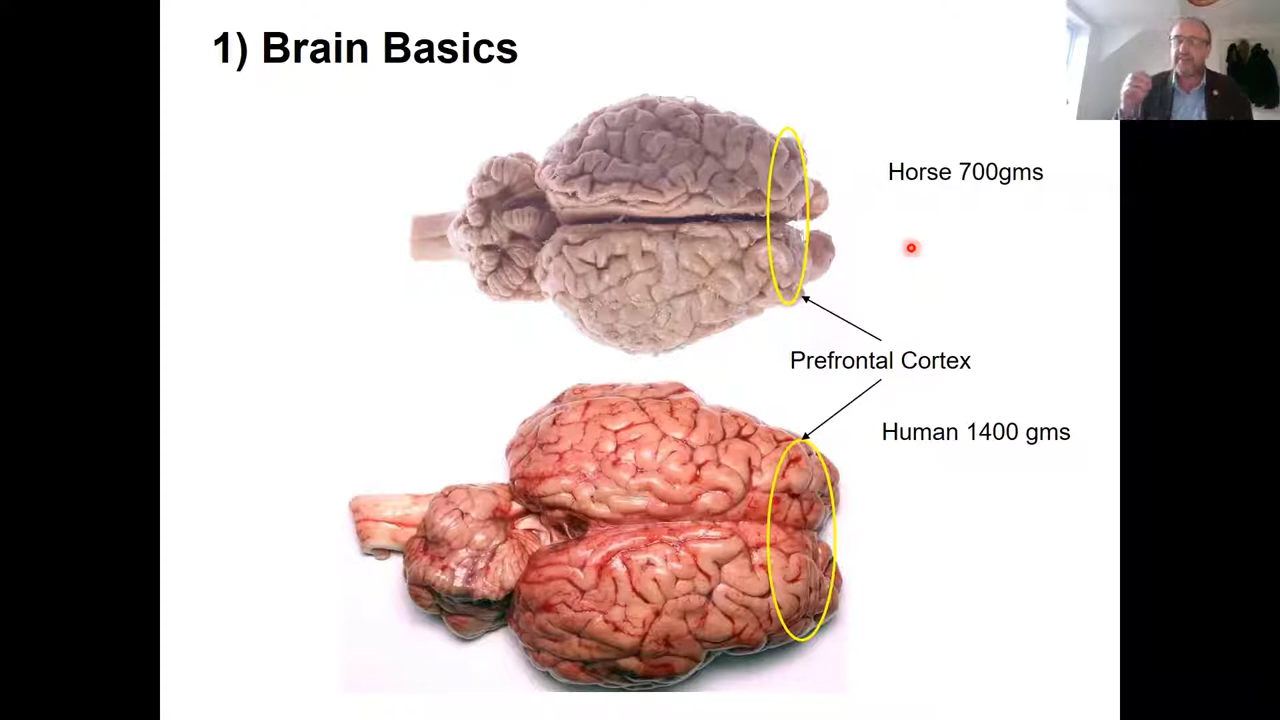 1) Brain Basics
Horse 700gms
Prefrontal Cortex
Human 1400 gms